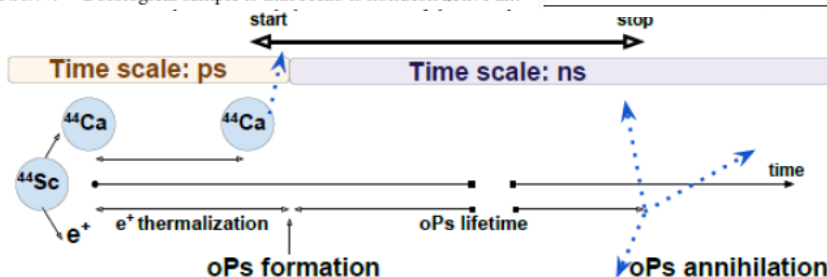 start stop
Time scale: ps Time scale: ns
⁴⁴Ca ⁴⁴Ca
⁴⁴Sc time
e⁺ e⁺ thermalization oPs lifetime
oPs formation oPs annihilation